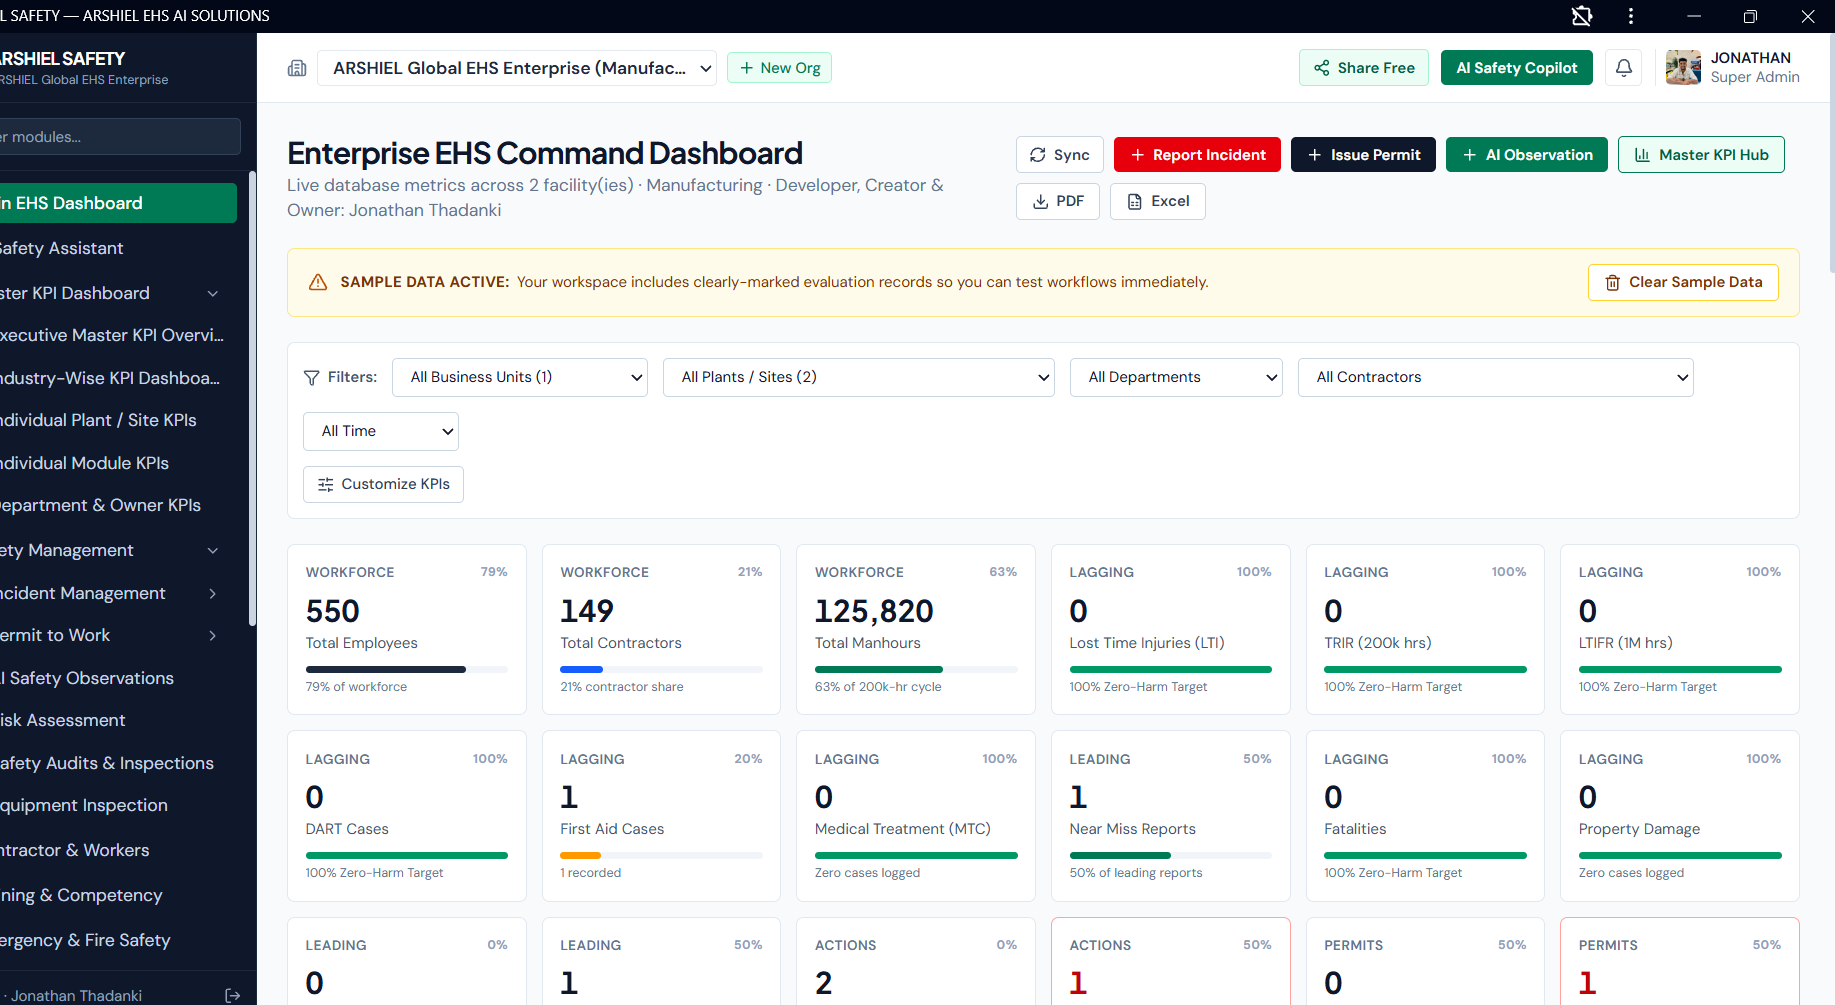 L SAFETY — ARSHIEL EHS AI SOLUTIONS
ARSHIEL SAFETY
ARSHIEL Global EHS Enterprise
er modules...
in EHS Dashboard
Safety Assistant
ster KPI Dashboard
xecutive Master KPI Overvi...
ndustry-Wise KPI Dashboa...
ndividual Plant / Site KPIs
ndividual Module KPIs
Department & Owner KPIs
ety Management
ncident Management
ermit to Work
AI Safety Observations
isk Assessment
afety Audits & Inspections
quipment Inspection
ntractor & Workers
ning & Competency
ergency & Fire Safety
· Jonathan Thadanki
ARSHIEL Global EHS Enterprise (Manufac...
+ New Org
Share Free
AI Safety Copilot
JONATHAN
Super Admin
Enterprise EHS Command Dashboard
Live database metrics across 2 facility(ies) · Manufacturing · Developer, Creator &
Owner: Jonathan Thadanki
Sync
+ Report Incident
+ Issue Permit
+ AI Observation
Master KPI Hub
PDF
Excel
SAMPLE DATA ACTIVE: Your workspace includes clearly-marked evaluation records so you can test workflows immediately.
Clear Sample Data
Filters:
All Business Units (1)
All Plants / Sites (2)
All Departments
All Contractors
All Time
Customize KPIs
WORKFORCE 79%
550
Total Employees
79% of workforce
WORKFORCE 21%
149
Total Contractors
21% contractor share
WORKFORCE 63%
125,820
Total Manhours
63% of 200k-hr cycle
LAGGING 100%
0
Lost Time Injuries (LTI)
100% Zero-Harm Target
LAGGING 100%
0
TRIR (200k hrs)
100% Zero-Harm Target
LAGGING 100%
0
LTIFR (1M hrs)
100% Zero-Harm Target
LAGGING 100%
0
DART Cases
100% Zero-Harm Target
LAGGING 20%
1
First Aid Cases
1 recorded
LAGGING 100%
0
Medical Treatment (MTC)
Zero cases logged
LEADING 50%
1
Near Miss Reports
50% of leading reports
LAGGING 100%
0
Fatalities
100% Zero-Harm Target
LAGGING 100%
0
Property Damage
Zero cases logged
LEADING 0%
0
LEADING 50%
1
ACTIONS 0%
2
ACTIONS 50%
1
PERMITS 50%
0
PERMITS 50%
1